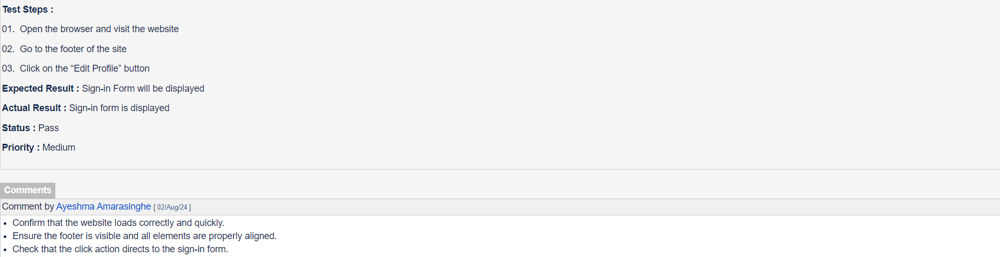 Test Steps :
01. Open the browser and visit the website
02. Go to the footer of the site
03. Click on the “Edit Profile” button
Expected Result : Sign-in Form will be displayed
Actual Result : Sign-in form is displayed
Status : Pass
Priority : Medium
Comments
Comment by Ayeshma Amarasinghe [ 02/Aug/24 ]
• Confirm that the website loads correctly and quickly.
• Ensure the footer is visible and all elements are properly aligned.
• Check that the click action directs to the sign-in form.